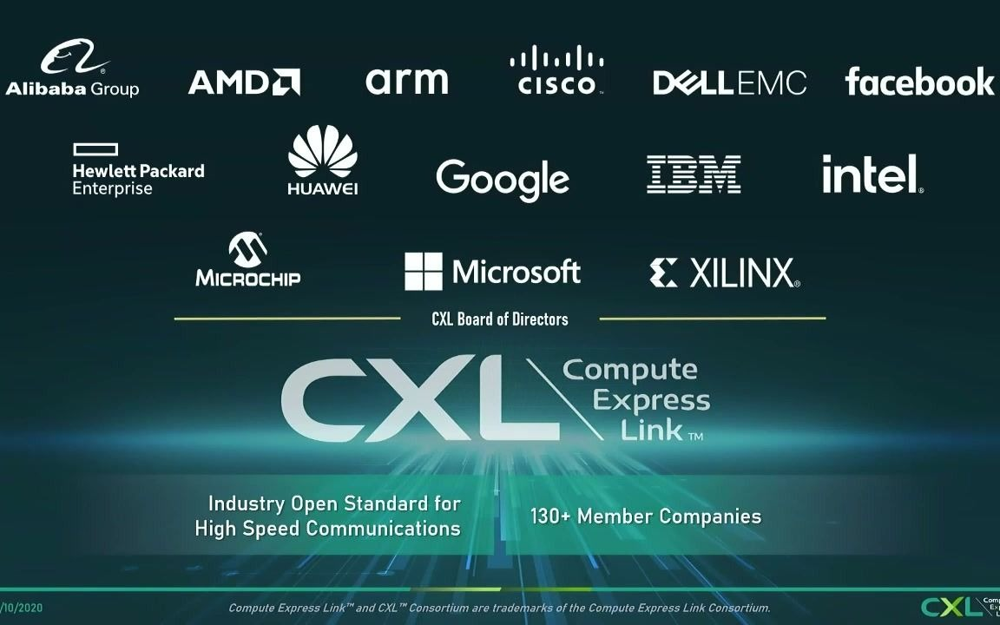 Alibaba Group
AMD
arm
CISCO
DELL EMC
facebook
Hewlett Packard
Enterprise
HUAWEI
Google
IBM
intel
MICROCHIP
Microsoft
XILINX
CXL Board of Directors
CXL
Compute
Express
Link™
Industry Open Standard for
High Speed Communications
130+ Member Companies
/10/2020
Compute Express Link™ and CXL™ Consortium are trademarks of the Compute Express Link Consortium.
CXL